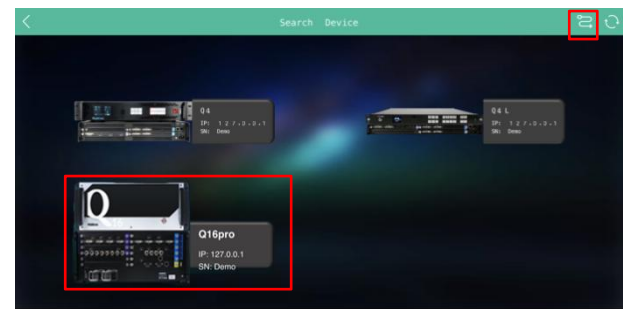 Search Device
Q4
IP: 127.0.0.1
SN: Demo
Q4 L
IP: 127.0.0.1
SN: Demo
Q
Q16pro
IP: 127.0.0.1
SN: Demo